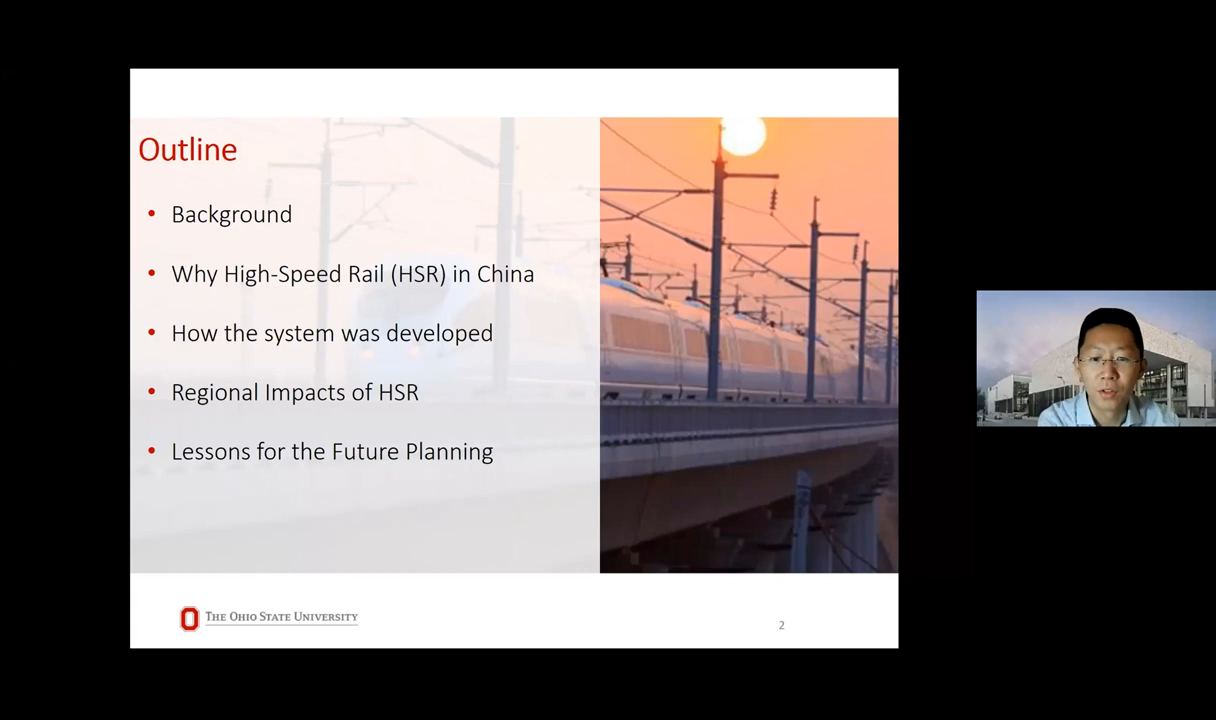 Outline
• Background
• Why High-Speed Rail (HSR) in China
• How the system was developed
• Regional Impacts of HSR
• Lessons for the Future Planning
THE OHIO STATE UNIVERSITY
2